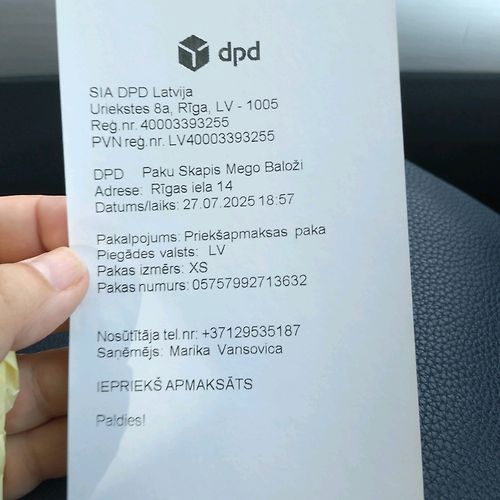 dpd
SIA DPD Latvija
Uriekstes 8a, Rīga, LV - 1005
Reģ.nr. 40003393255
PVN reģ.nr. LV40003393255
DPD Paku Skapis Mego Baloži
Adrese: Rīgas iela 14
Datums/laiks: 27.07.2025 18:57
Pakalpojums: Priekšapmaksas paka
Piegādes valsts: LV
Pakas izmērs: XS
Pakas numurs: 05757992713632
Nosūtītāja tel.nr: +37129535187
Saņēmējs: Marika Vansovica
IEPRIEKŠ APMAKSĀTS
Paldies!